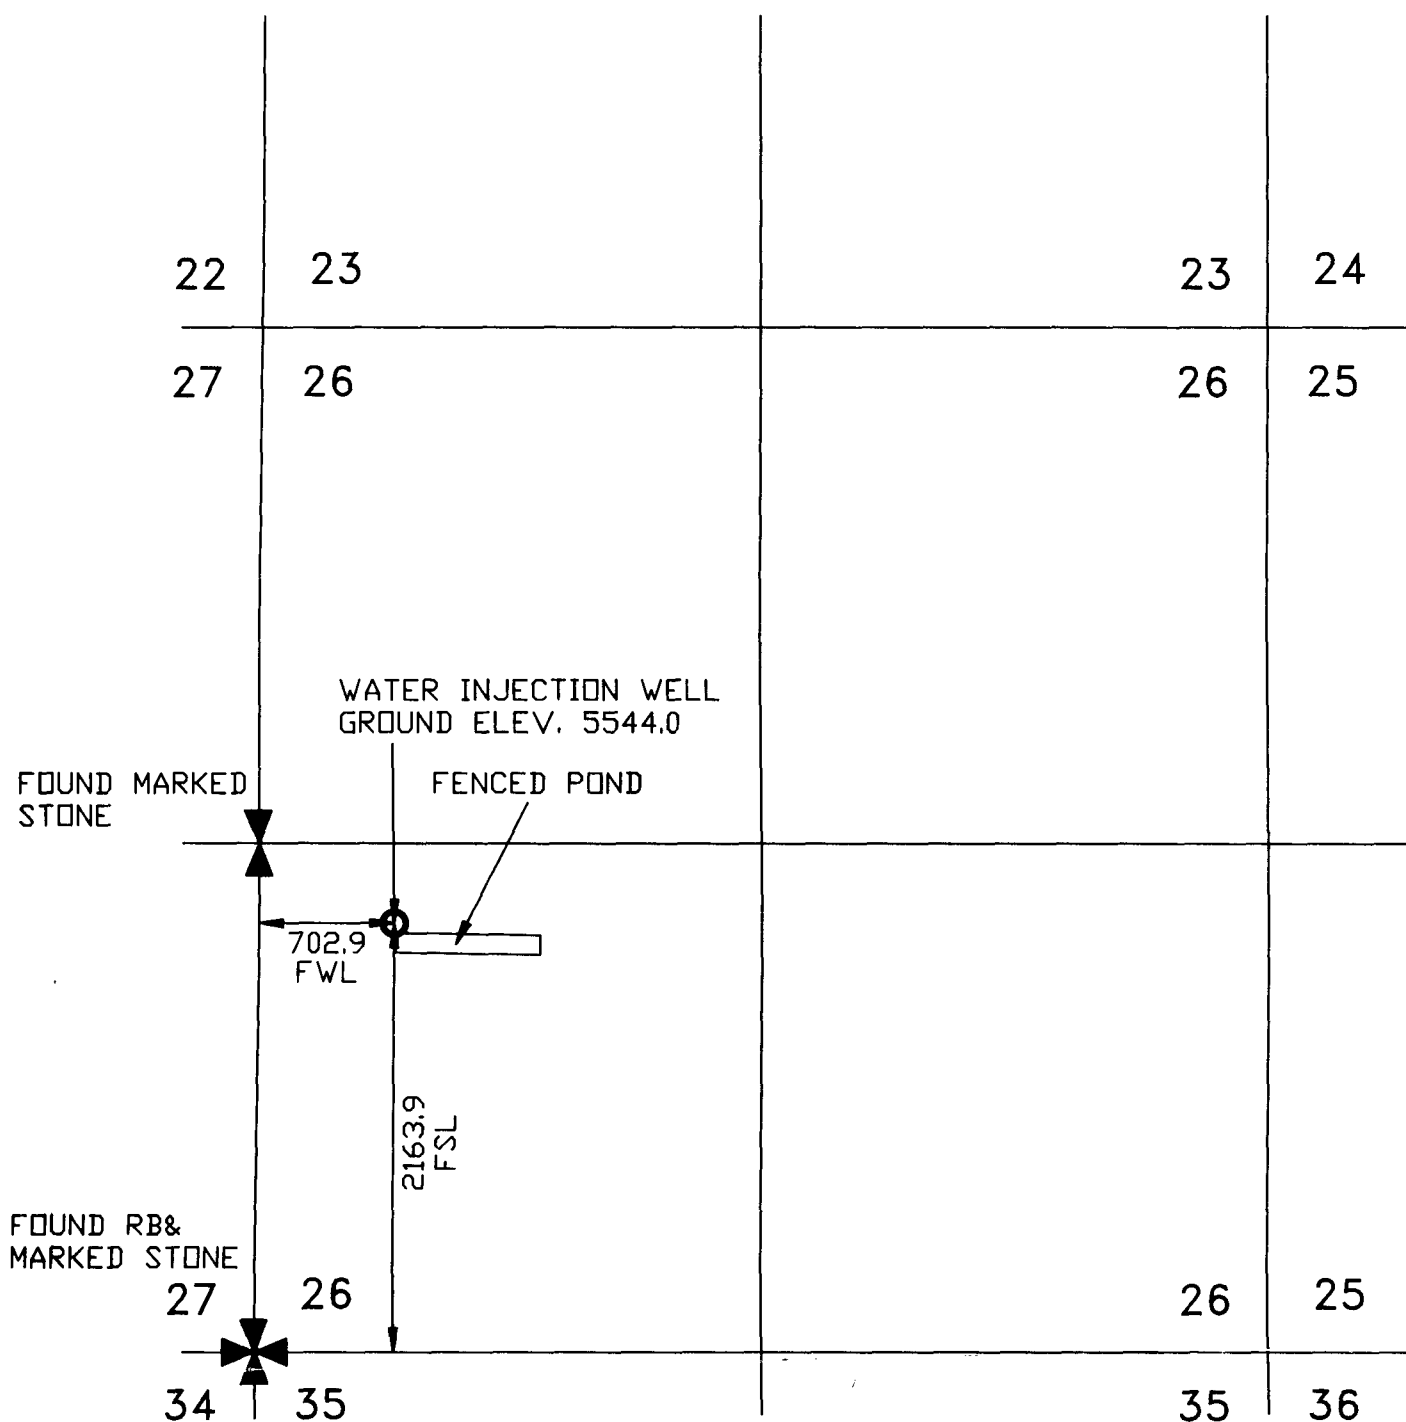 22 23 23 24
27 26 26 25
WATER INJECTION WELL
GROUND ELEV. 5544.0
FOUND MARKED
STONE
FENCED POND
702.9
FWL
2163.9
FSL
FOUND RB&
MARKED STONE
27 26 26 25
34 35 35 36